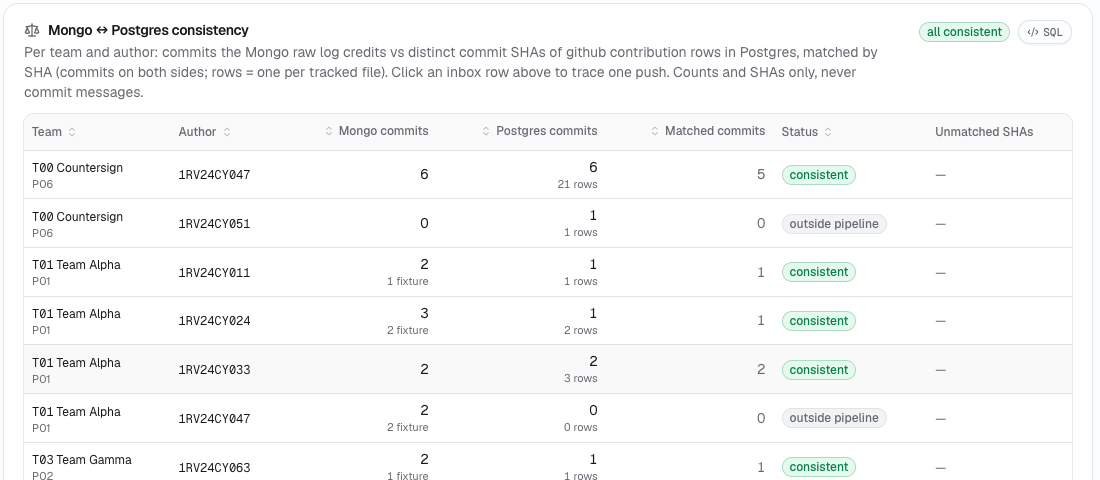 Mongo ↔ Postgres consistency
all consistent
</> SQL
Per team and author: commits the Mongo raw log credits vs distinct commit SHAs of github contribution rows in Postgres, matched by
SHA (commits on both sides; rows = one per tracked file). Click an inbox row above to trace one push. Counts and SHAs only, never
commit messages.
Team Author Mongo commits Postgres commits Matched commits Status Unmatched SHAs
T00 Countersign 1RV24CY047 6 6 5 consistent —
P06 21 rows
T00 Countersign 1RV24CY051 0 1 0 outside pipeline —
P06 1 rows
T01 Team Alpha 1RV24CY011 2 1 1 consistent —
P01 1 fixture 1 rows
T01 Team Alpha 1RV24CY024 3 1 1 consistent —
P01 2 fixture 2 rows
T01 Team Alpha 1RV24CY033 2 2 2 consistent —
P01 3 rows
T01 Team Alpha 1RV24CY047 2 0 0 outside pipeline —
P01 2 fixture 0 rows
T03 Team Gamma 1RV24CY063 2 1 1 consistent —
P02 1 fixture 1 rows